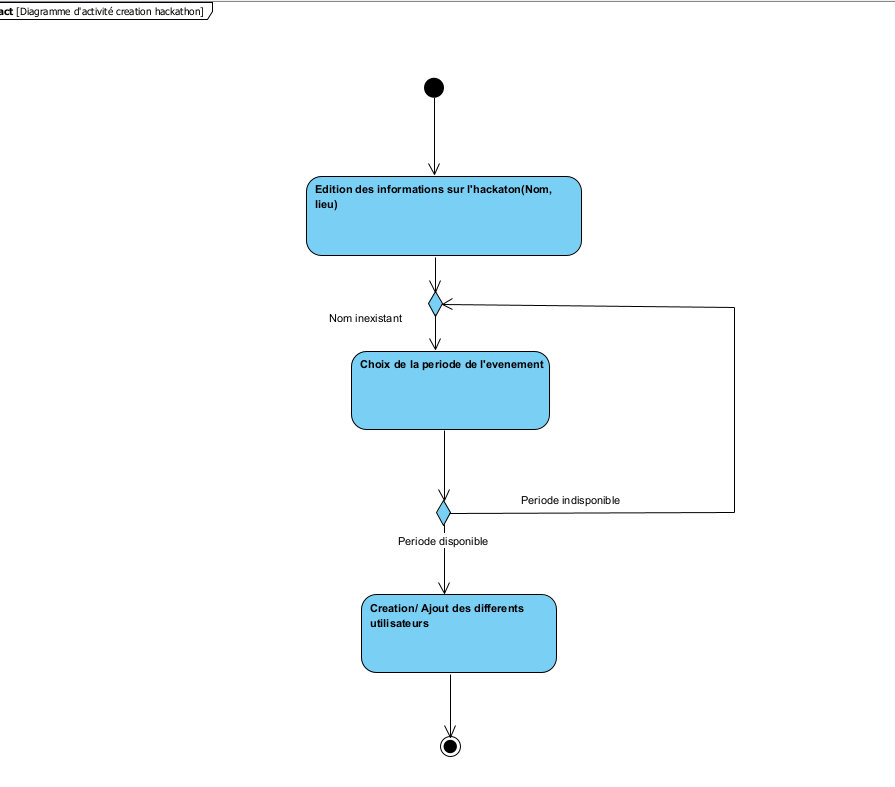 act [Diagramme d'activité creation hackathon]
Edition des informations sur l'hackaton(Nom,
lieu)
Nom inexistant
Choix de la periode de l'evenement
Periode indisponible
Periode disponible
Creation/ Ajout des differents
utilisateurs